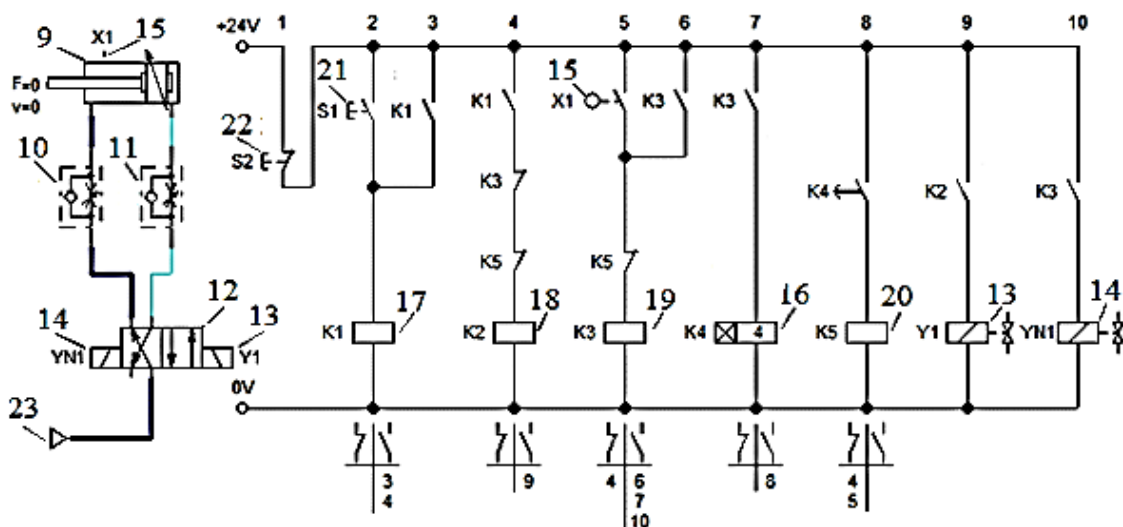 9 X1 15
F=0
v=0
10 11
14 12 13
YN1 Y1
23
+24V 1 2 3 4 5 6 7 8 9 10
21
S1 K1 K1 15 X1 K3 K3
22
S2
K3 K4 K2 K3
K5 K5
17 18 19 16 20 13 14
K1 K2 K3 K4 4 K5 Y1 YN1
0V
3 9 4 6 8 4
4 7 5
10